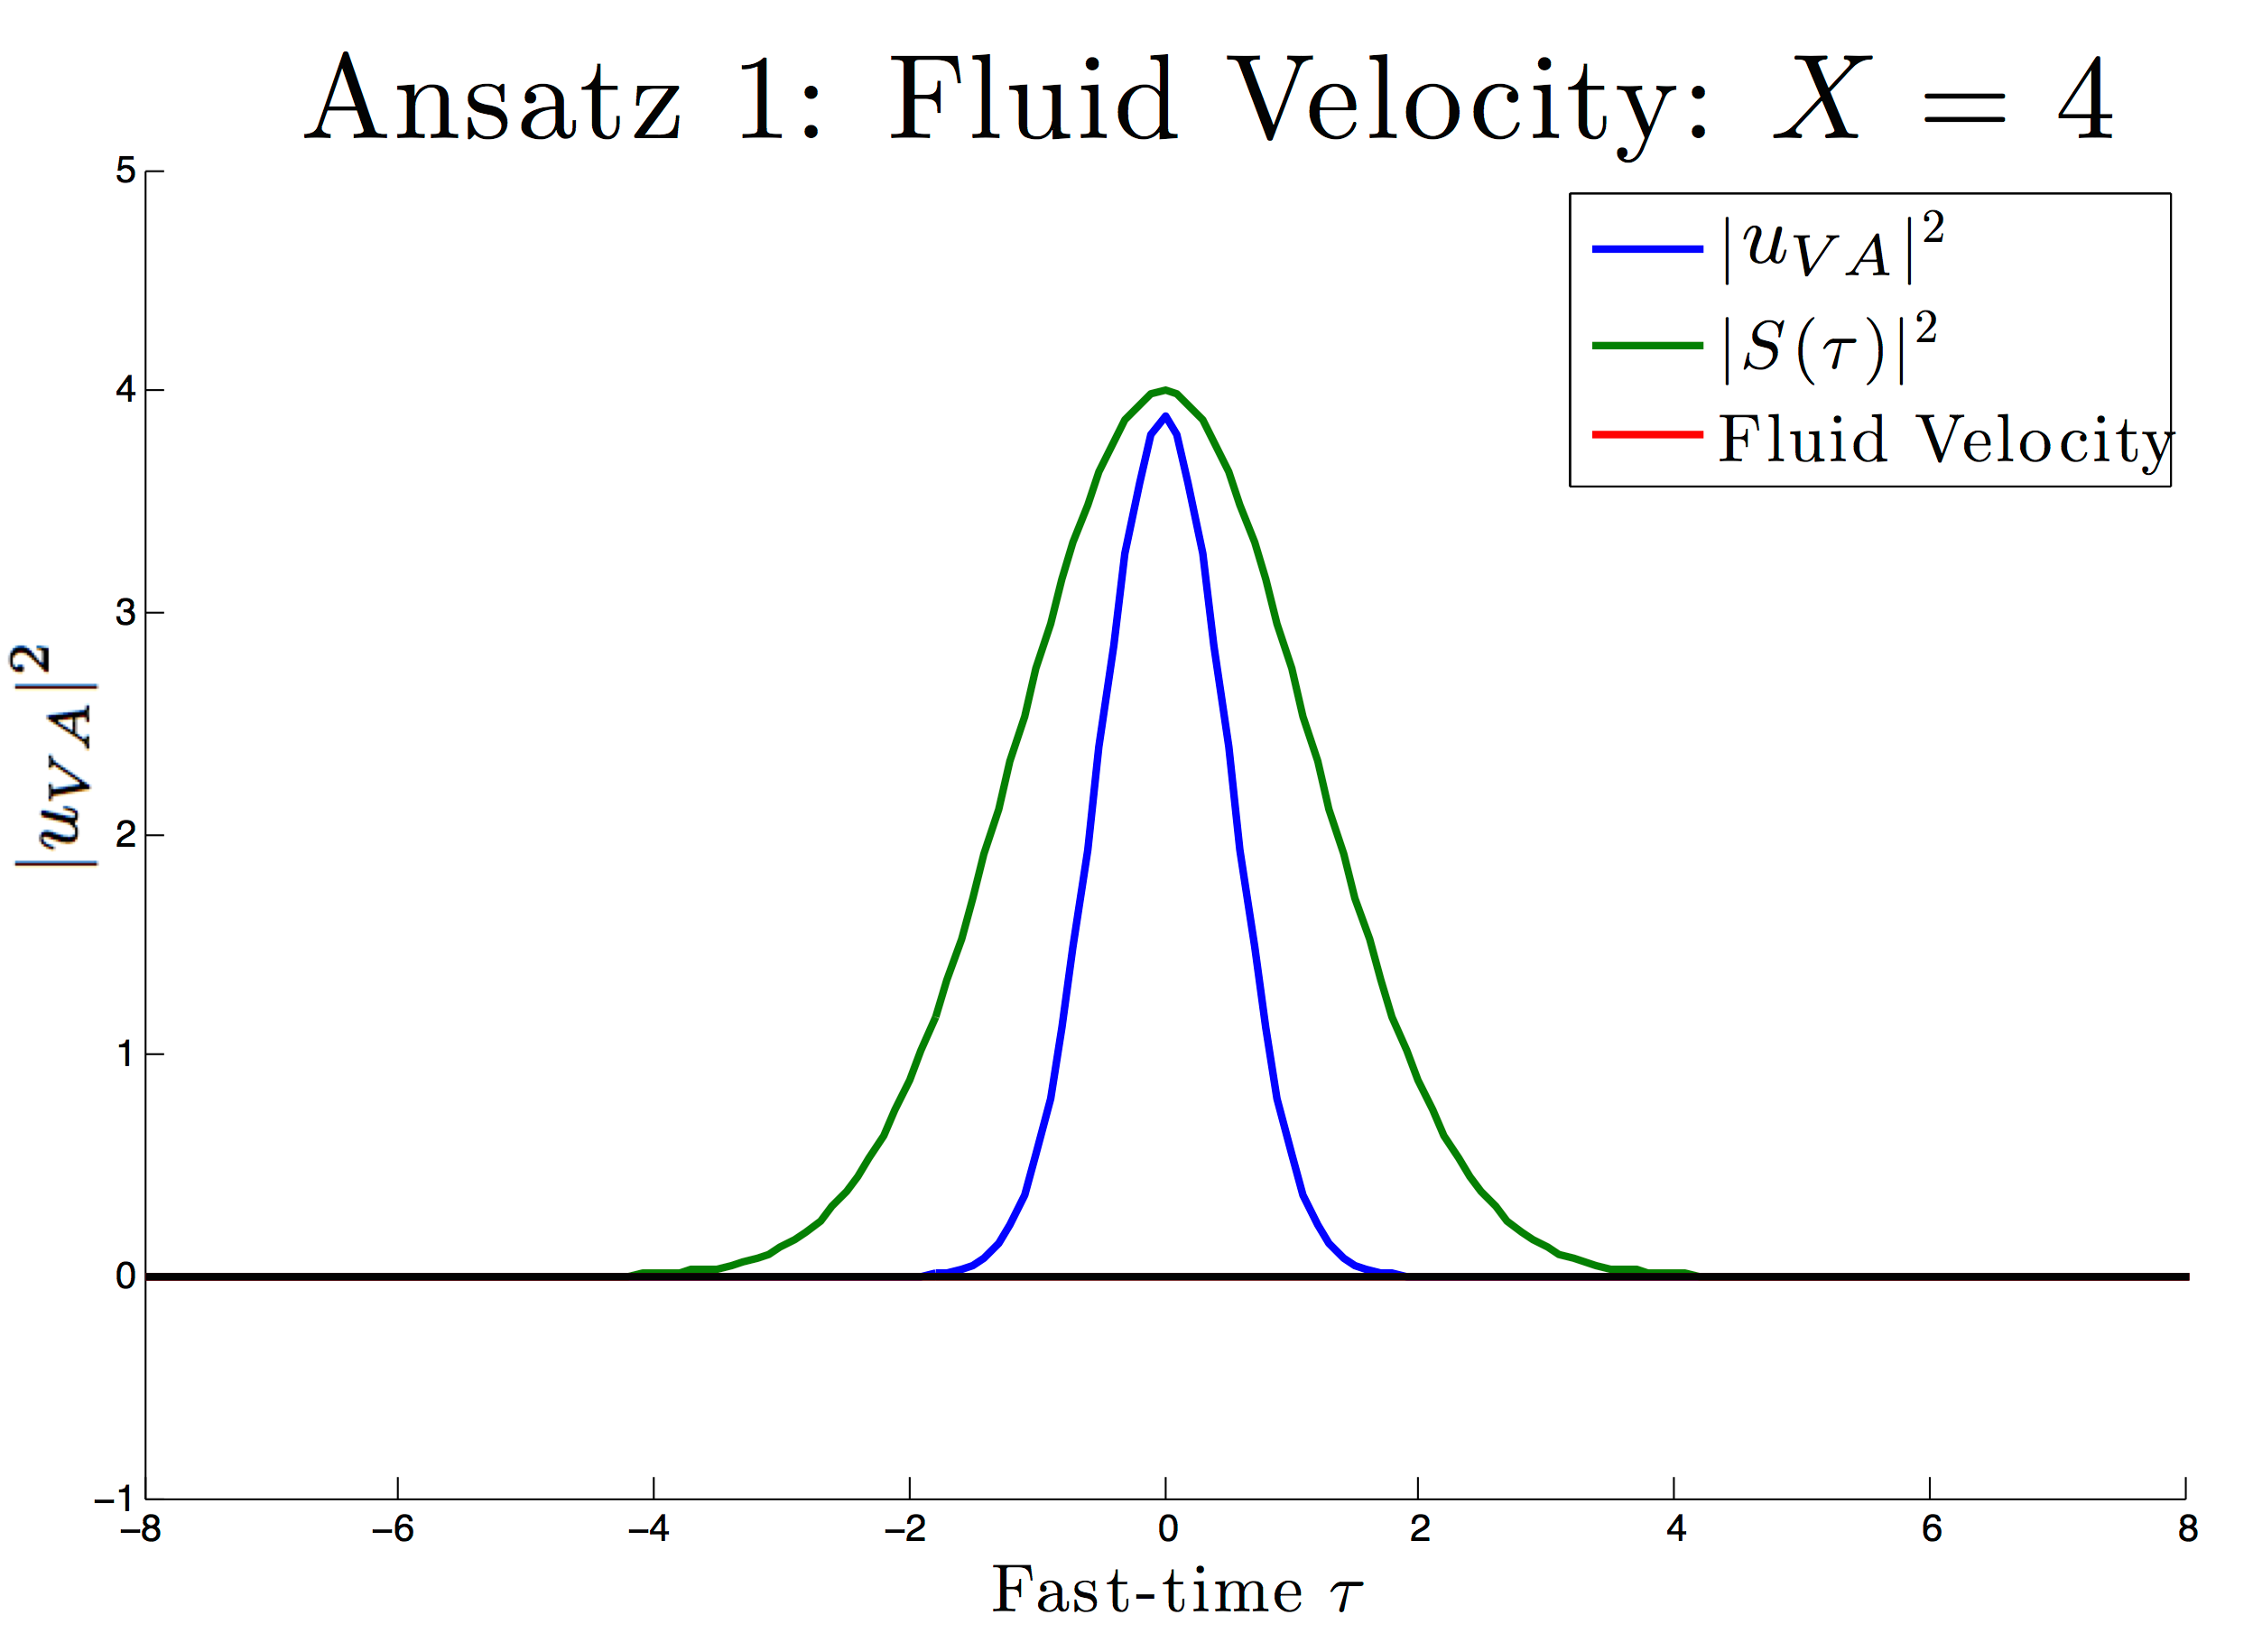 Ansatz 1: Fluid Velocity: X = 4
|u_{VA}|^2
|S(τ)|^2
Fluid Velocity
5
4
3
2
1
0
−1
|u_{VA}|^2
−8 −6 −4 −2 0 2 4 6 8
Fast-time τ